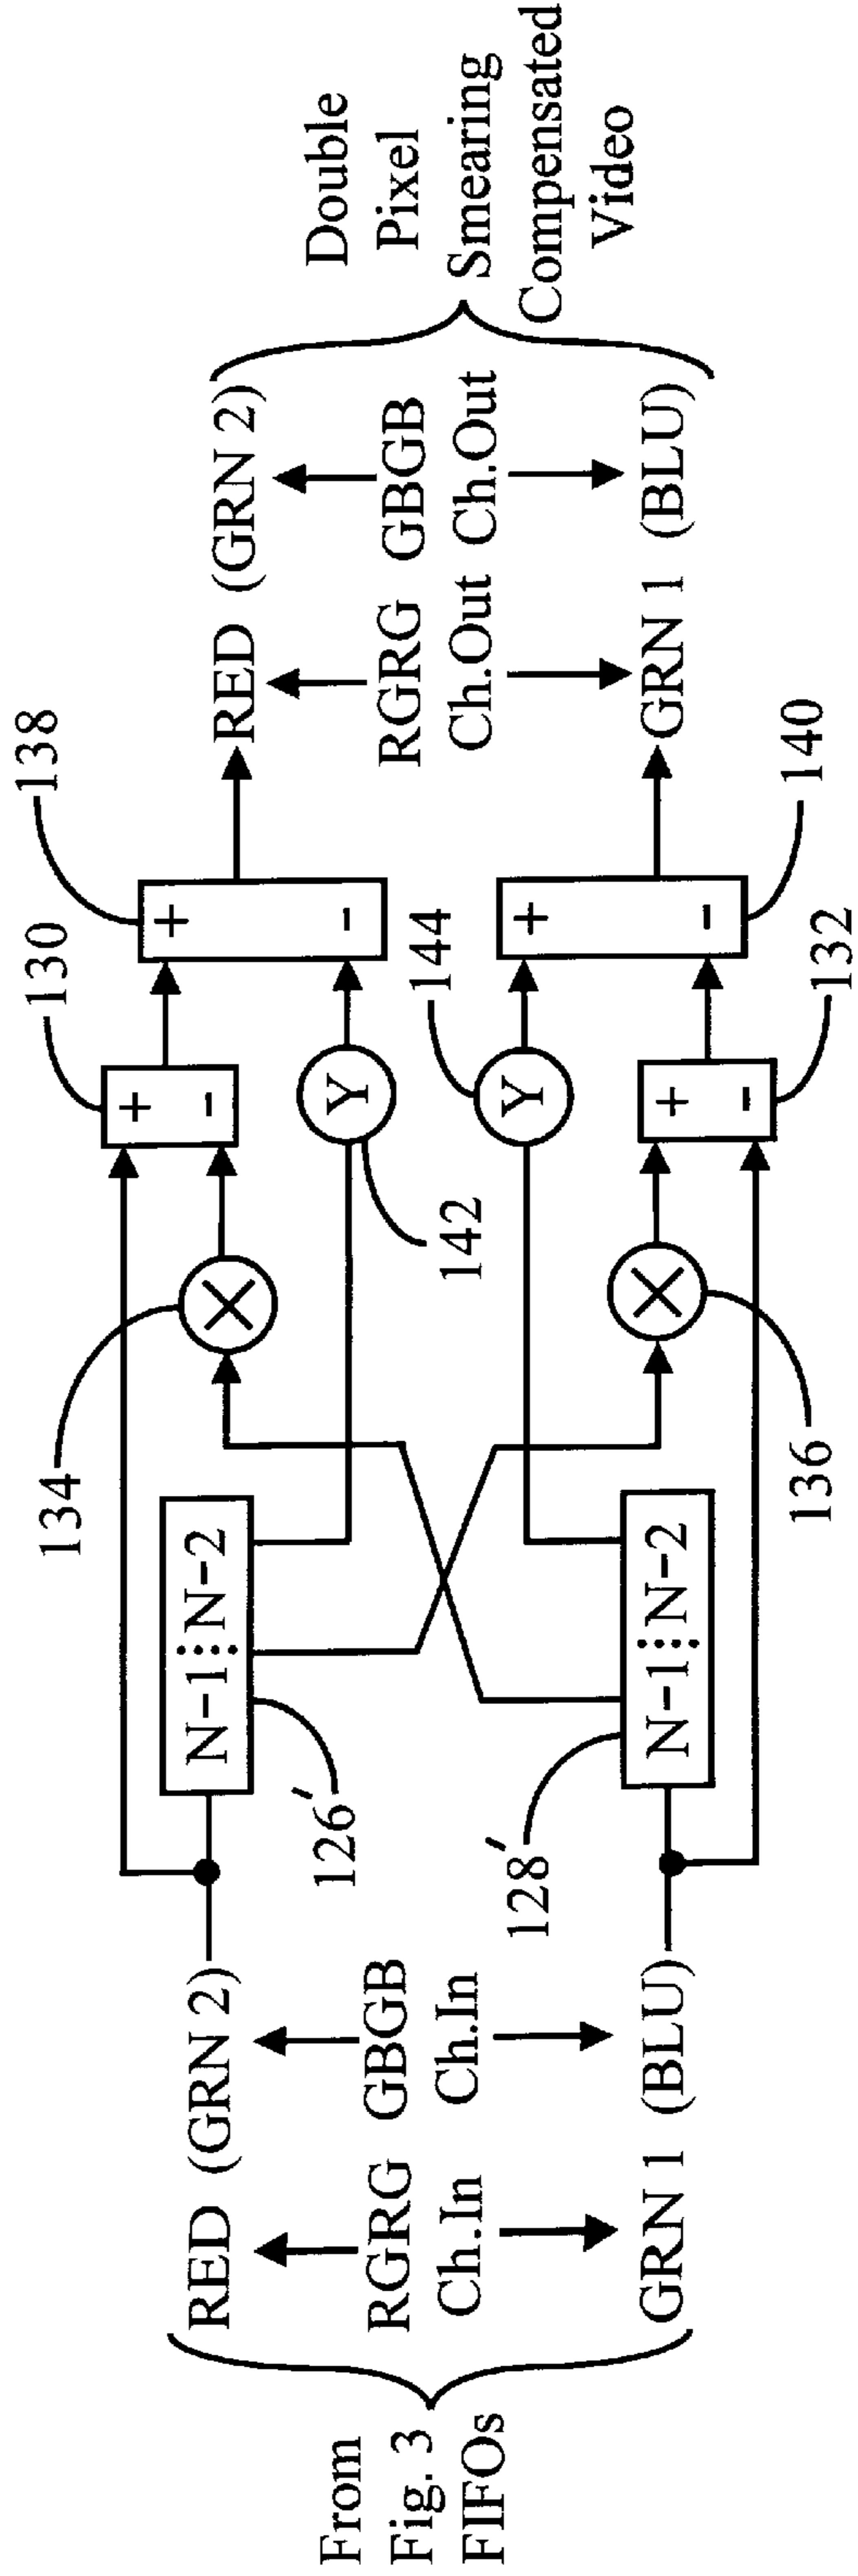 From
Fig. 3
FIFOs
RED (GRN 2)
RGRG GBGB
Ch.In Ch.In
GRN 1 (BLU)
126'
N-1 N-2
128'
N-1 N-2
134
X
136
X
142
Y
144
Y
130
+
-
132
+
-
138
+
-
140
+
-
RED (GRN 2)
RGRG GBGB
Ch.Out Ch.Out
GRN 1 (BLU)
Double
Pixel
Smearing
Compensated
Video